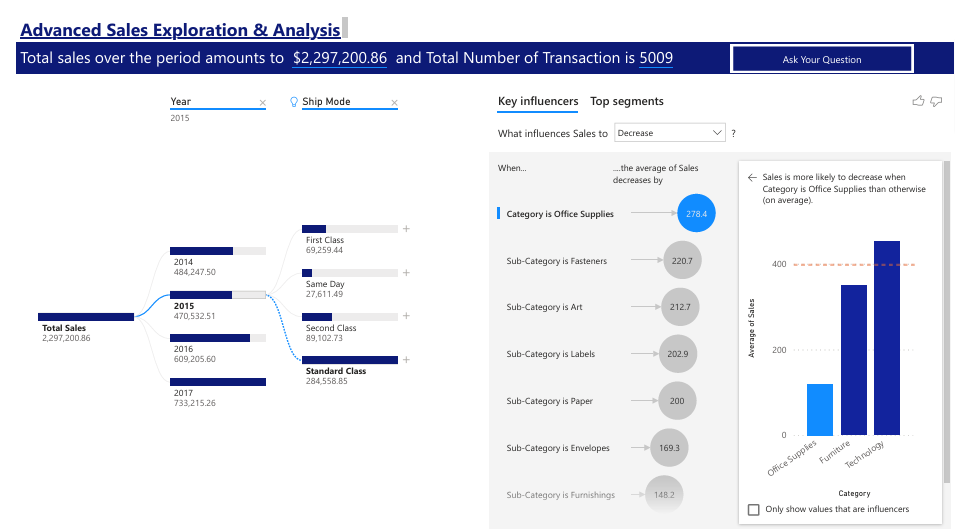 Advanced Sales Exploration & Analysis
Total sales over the period amounts to $2,297,200.86 and Total Number of Transaction is 5009
Ask Your Question
Year
2015
Ship Mode
Total Sales
2,297,200.86
2014
484,247.50
2015
470,532.51
2016
609,205.60
2017
733,215.26
First Class
69,259.44
Same Day
27,611.49
Second Class
89,102.73
Standard Class
284,558.85
Key influencers Top segments
What influences Sales to Decrease ?
When...
....the average of Sales
decreases by
Category is Office Supplies 278.4
Sub-Category is Fasteners 220.7
Sub-Category is Art 212.7
Sub-Category is Labels 202.9
Sub-Category is Paper 200
Sub-Category is Envelopes 169.3
Sub-Category is Furnishings 148.2
Sales is more likely to decrease when
Category is Office Supplies than otherwise
(on average).
Average of Sales
400
200
0
Office Supplies
Furniture
Technology
Category
Only show values that are influencers